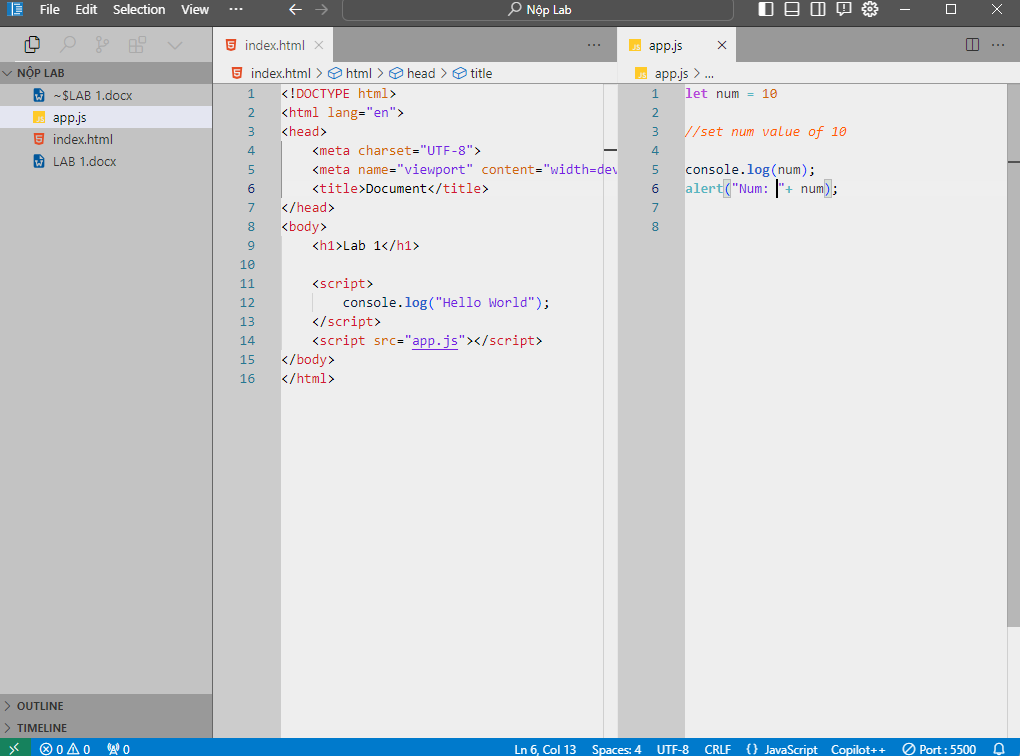 File Edit Selection View ··· Nộp Lab
index.html
app.js
NỘP LAB
~$LAB 1.docx
app.js
index.html
LAB 1.docx
index.html > html > head > title
1 <!DOCTYPE html>
2 <html lang="en">
3 <head>
4 <meta charset="UTF-8">
5 <meta name="viewport" content="width=dev
6 <title>Document</title>
7 </head>
8 <body>
9 <h1>Lab 1</h1>
10
11 <script>
12 console.log("Hello World");
13 </script>
14 <script src="app.js"></script>
15 </body>
16 </html>
app.js > ...
1 let num = 10
2
3 //set num value of 10
4
5 console.log(num);
6 alert("Num: "+ num);
7
8
OUTLINE
TIMELINE
0 0 0 Ln 6, Col 13 Spaces: 4 UTF-8 CRLF {} JavaScript Copilot++ Port : 5500